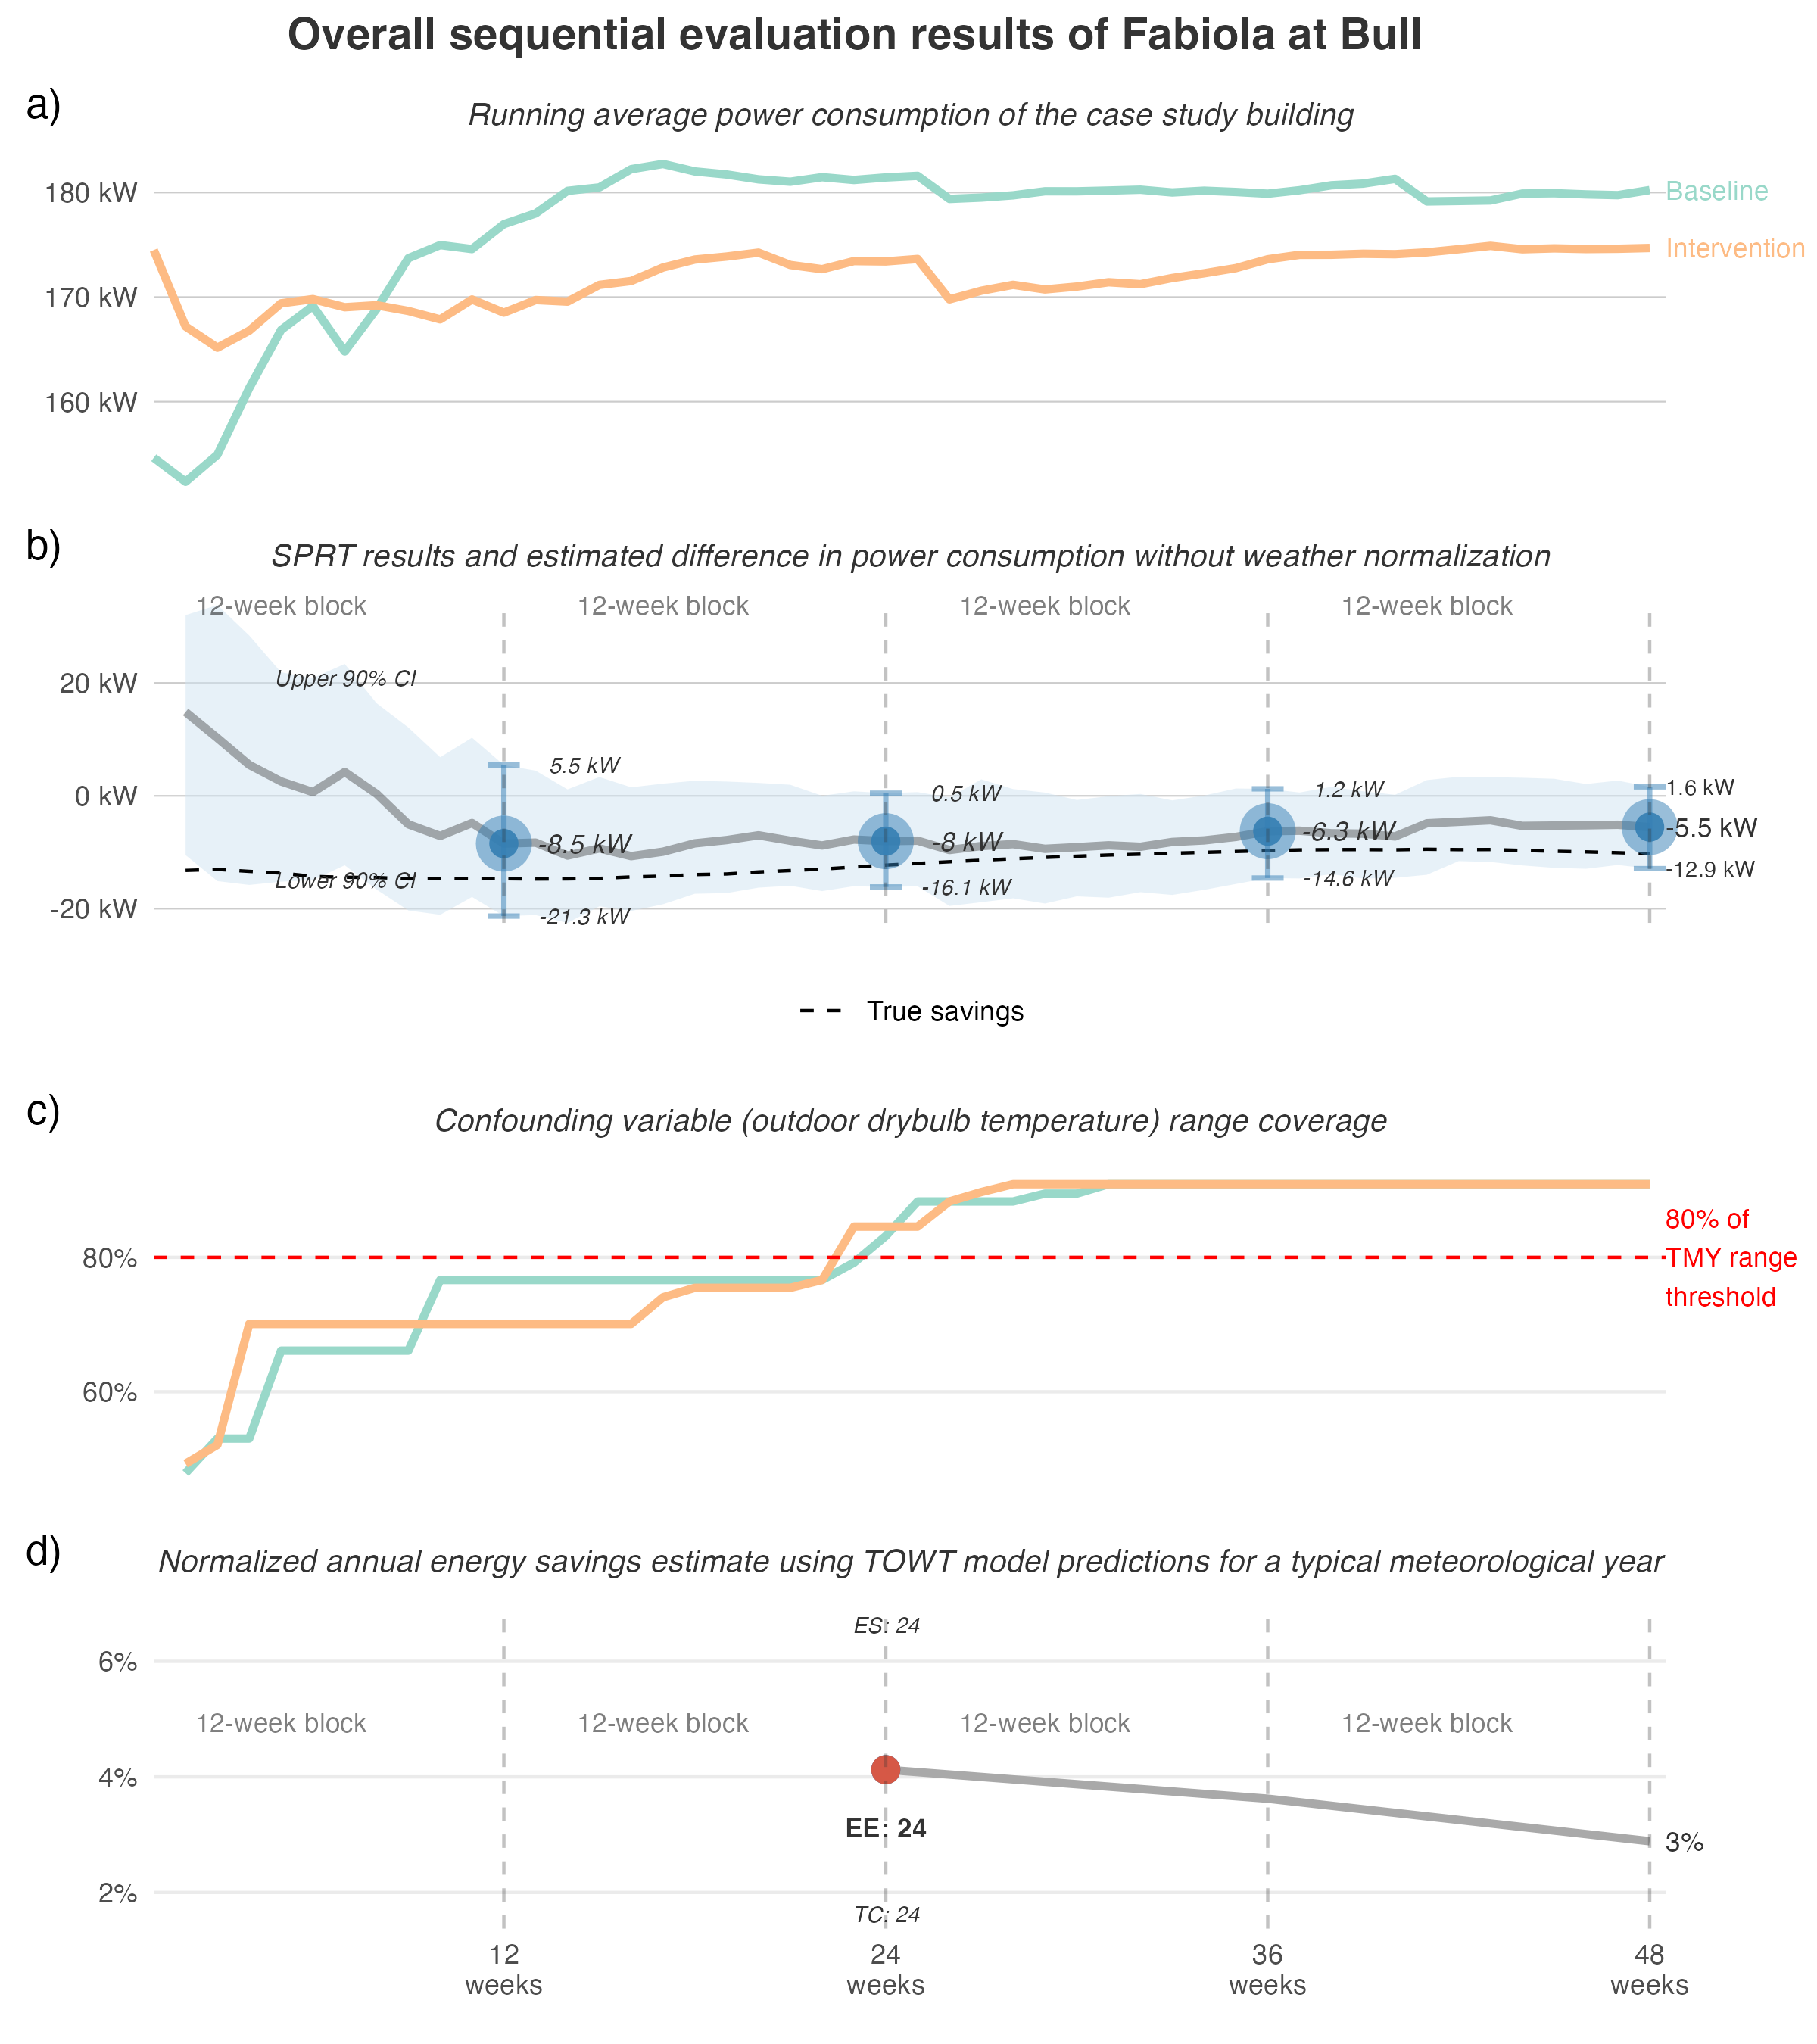 Overall sequential evaluation results of Fabiola at Bull
a)
Running average power consumption of the case study building
180 kW
170 kW
160 kW
Baseline
Intervention
b)
SPRT results and estimated difference in power consumption without weather normalization
12-week block
12-week block
12-week block
12-week block
20 kW
0 kW
-20 kW
Upper 90% CI
Lower 90% CI
5.5 kW
-8.5 kW
-21.3 kW
0.5 kW
-8 kW
-16.1 kW
1.2 kW
-6.3 kW
-14.6 kW
1.6 kW
-5.5 kW
-12.9 kW
True savings
c)
Confounding variable (outdoor drybulb temperature) range coverage
80%
60%
80% of
TMY range
threshold
d)
Normalized annual energy savings estimate using TOWT model predictions for a typical meteorological year
ES: 24
6%
12-week block
12-week block
12-week block
12-week block
4%
EE: 24
3%
2%
TC: 24
12
weeks
24
weeks
36
weeks
48
weeks